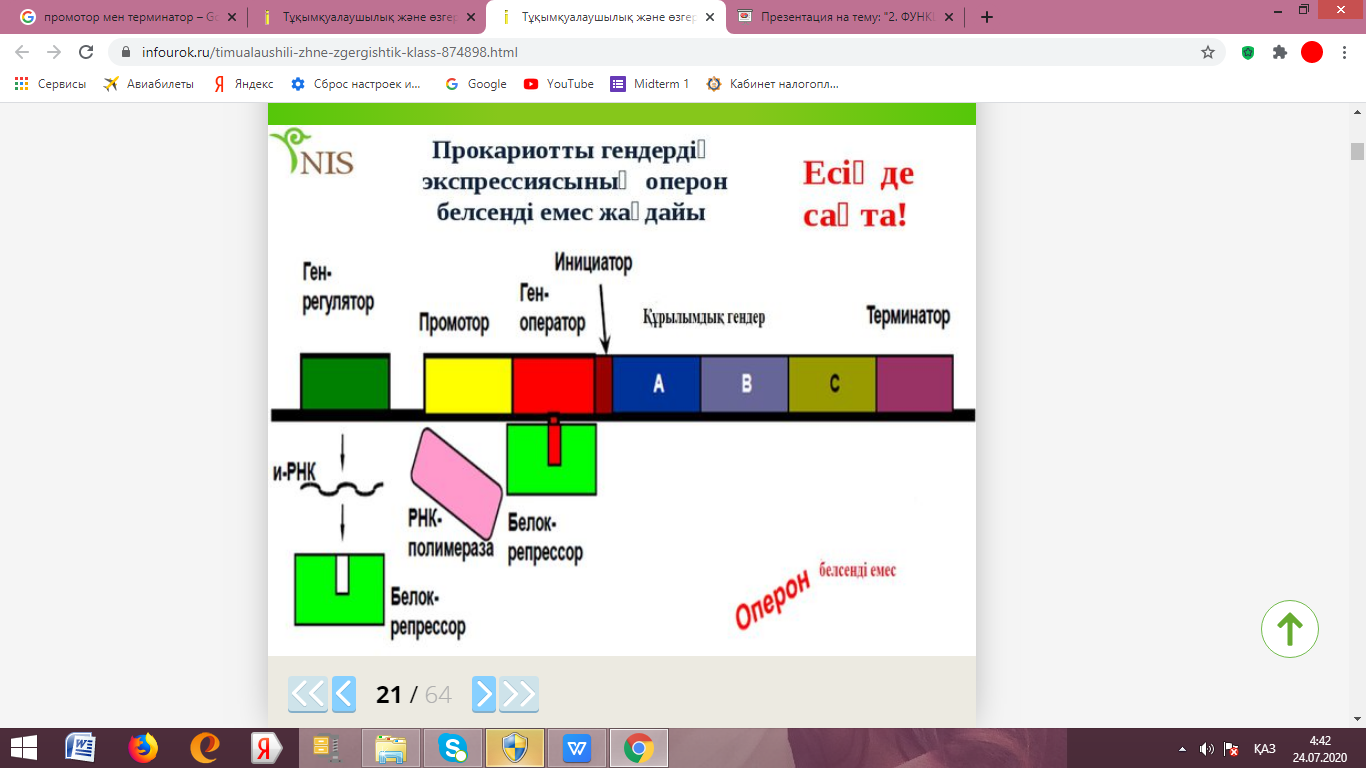 промотор мен терминатор – Go
Тұқымқуалаушылық және өзгер
Тұқымқуалаушылық және өзгер
Презентация на тему: "2. ФУНКЦ
infourok.ru/timualaushili-zhne-zgergishtik-klass-874898.html
Сервисы Авиабилеты Яндекс Сброс настроек и... Google YouTube Midterm 1 Кабинет налогопл...
NIS
Прокариотты гендердің
экспрессиясының оперон
белсенді емес жағдайы
Есіңде
сақта!
Ген-
регулятор
Промотор
Ген-
оператор
Инициатор
Құрылымдық гендер
Терминатор
A B C
и-РНК
РНК-
полимераза
Белок-
репрессор
Белок-
репрессор
Оперон белсенді емес
21 / 64
КАЗ
4:42
24.07.2020